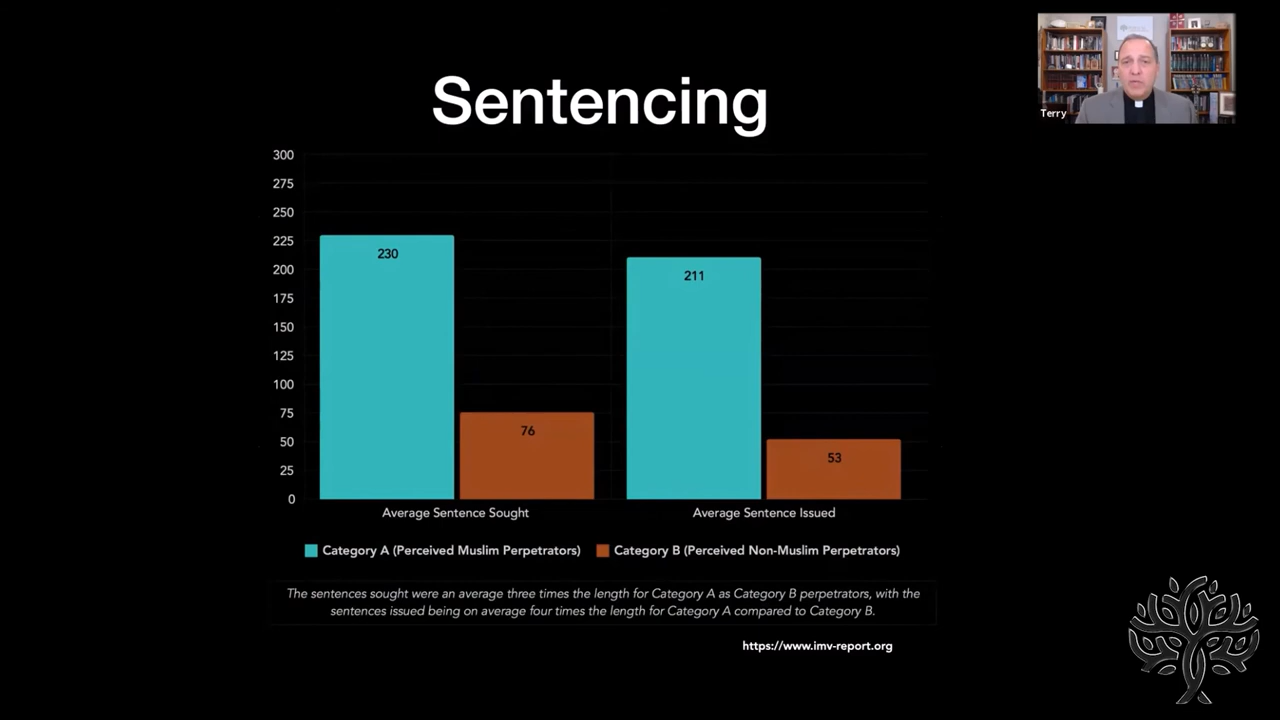 Sentencing
Terry
300
275
250
225
200
175
150
125
100
75
50
25
0
230
76
211
53
Average Sentence Sought
Average Sentence Issued
Category A (Perceived Muslim Perpetrators)
Category B (Perceived Non-Muslim Perpetrators)
The sentences sought were an average three times the length for Category A as Category B perpetrators, with the
sentences issued being on average four times the length for Category A compared to Category B.
https://www.imv-report.org